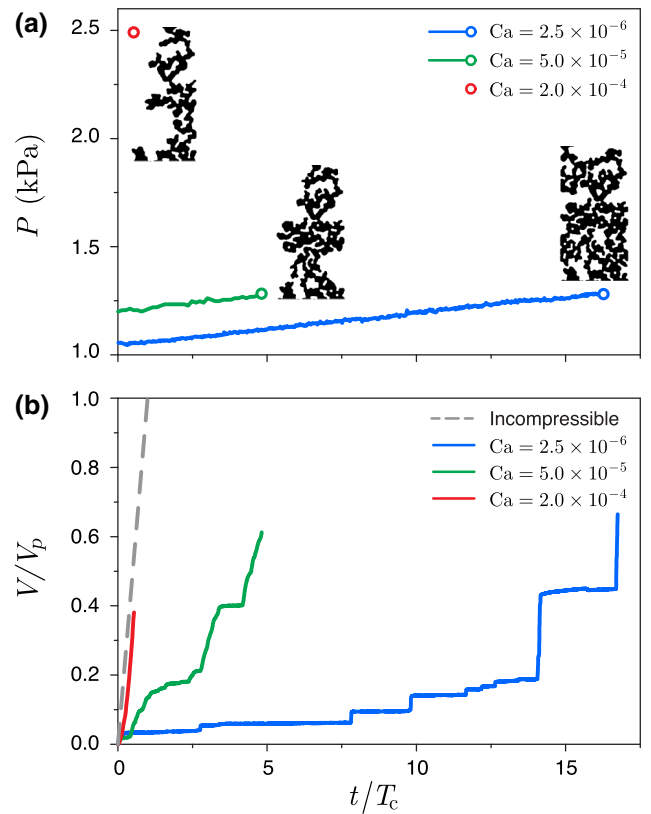 (a)
2.5
2.0
1.5
1.0
P (kPa)
Ca = 2.5 × 10⁻⁶
Ca = 5.0 × 10⁻⁵
Ca = 2.0 × 10⁻⁴
(b)
1.0
0.8
0.6
0.4
0.2
0.0
V/Vₚ
Incompressible
Ca = 2.5 × 10⁻⁶
Ca = 5.0 × 10⁻⁵
Ca = 2.0 × 10⁻⁴
0 5 10 15
t/T_c